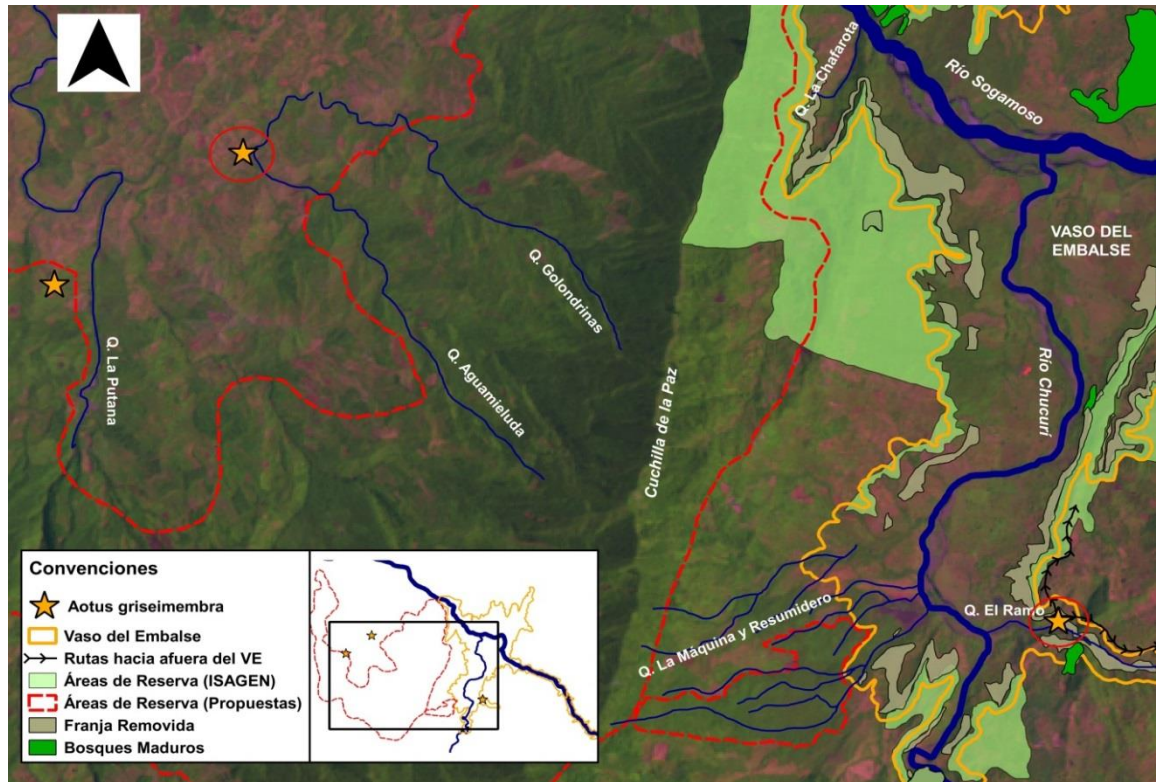 Q. La Chafarota
Río Sogamoso
VASO DEL
EMBALSE
Q. Golondrinas
Q. La Putana
Q. Aguamieluda
Cuchilla de la Paz
Río Chucurí
Q. El Ramo
Q. La Máquina y Resumidero
Convenciones
Aotus griseimembra
Vaso del Embalse
Rutas hacia afuera del VE
Áreas de Reserva (ISAGEN)
Áreas de Reserva (Propuestas)
Franja Removida
Bosques Maduros